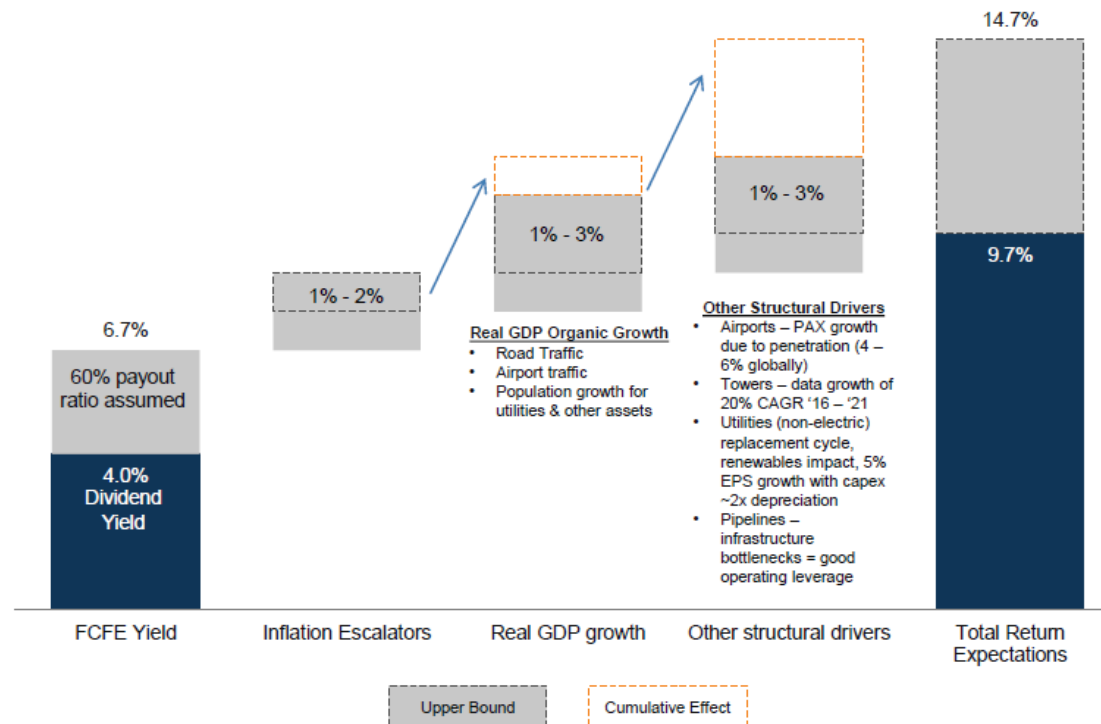 14.7%
1% - 3%
1% - 3%
9.7%
1% - 2%
6.7%
60% payout
ratio assumed
4.0%
Dividend
Yield
Real GDP Organic Growth
• Road Traffic
• Airport traffic
• Population growth for
utilities & other assets
Other Structural Drivers
• Airports – PAX growth
due to penetration (4 –
6% globally)
• Towers – data growth of
20% CAGR ‘16 – ‘21
• Utilities (non-electric)
replacement cycle,
renewables impact, 5%
EPS growth with capex
~2x depreciation
• Pipelines –
infrastructure
bottlenecks = good
operating leverage
FCFE Yield
Inflation Escalators
Real GDP growth
Other structural drivers
Total Return
Expectations
Upper Bound
Cumulative Effect